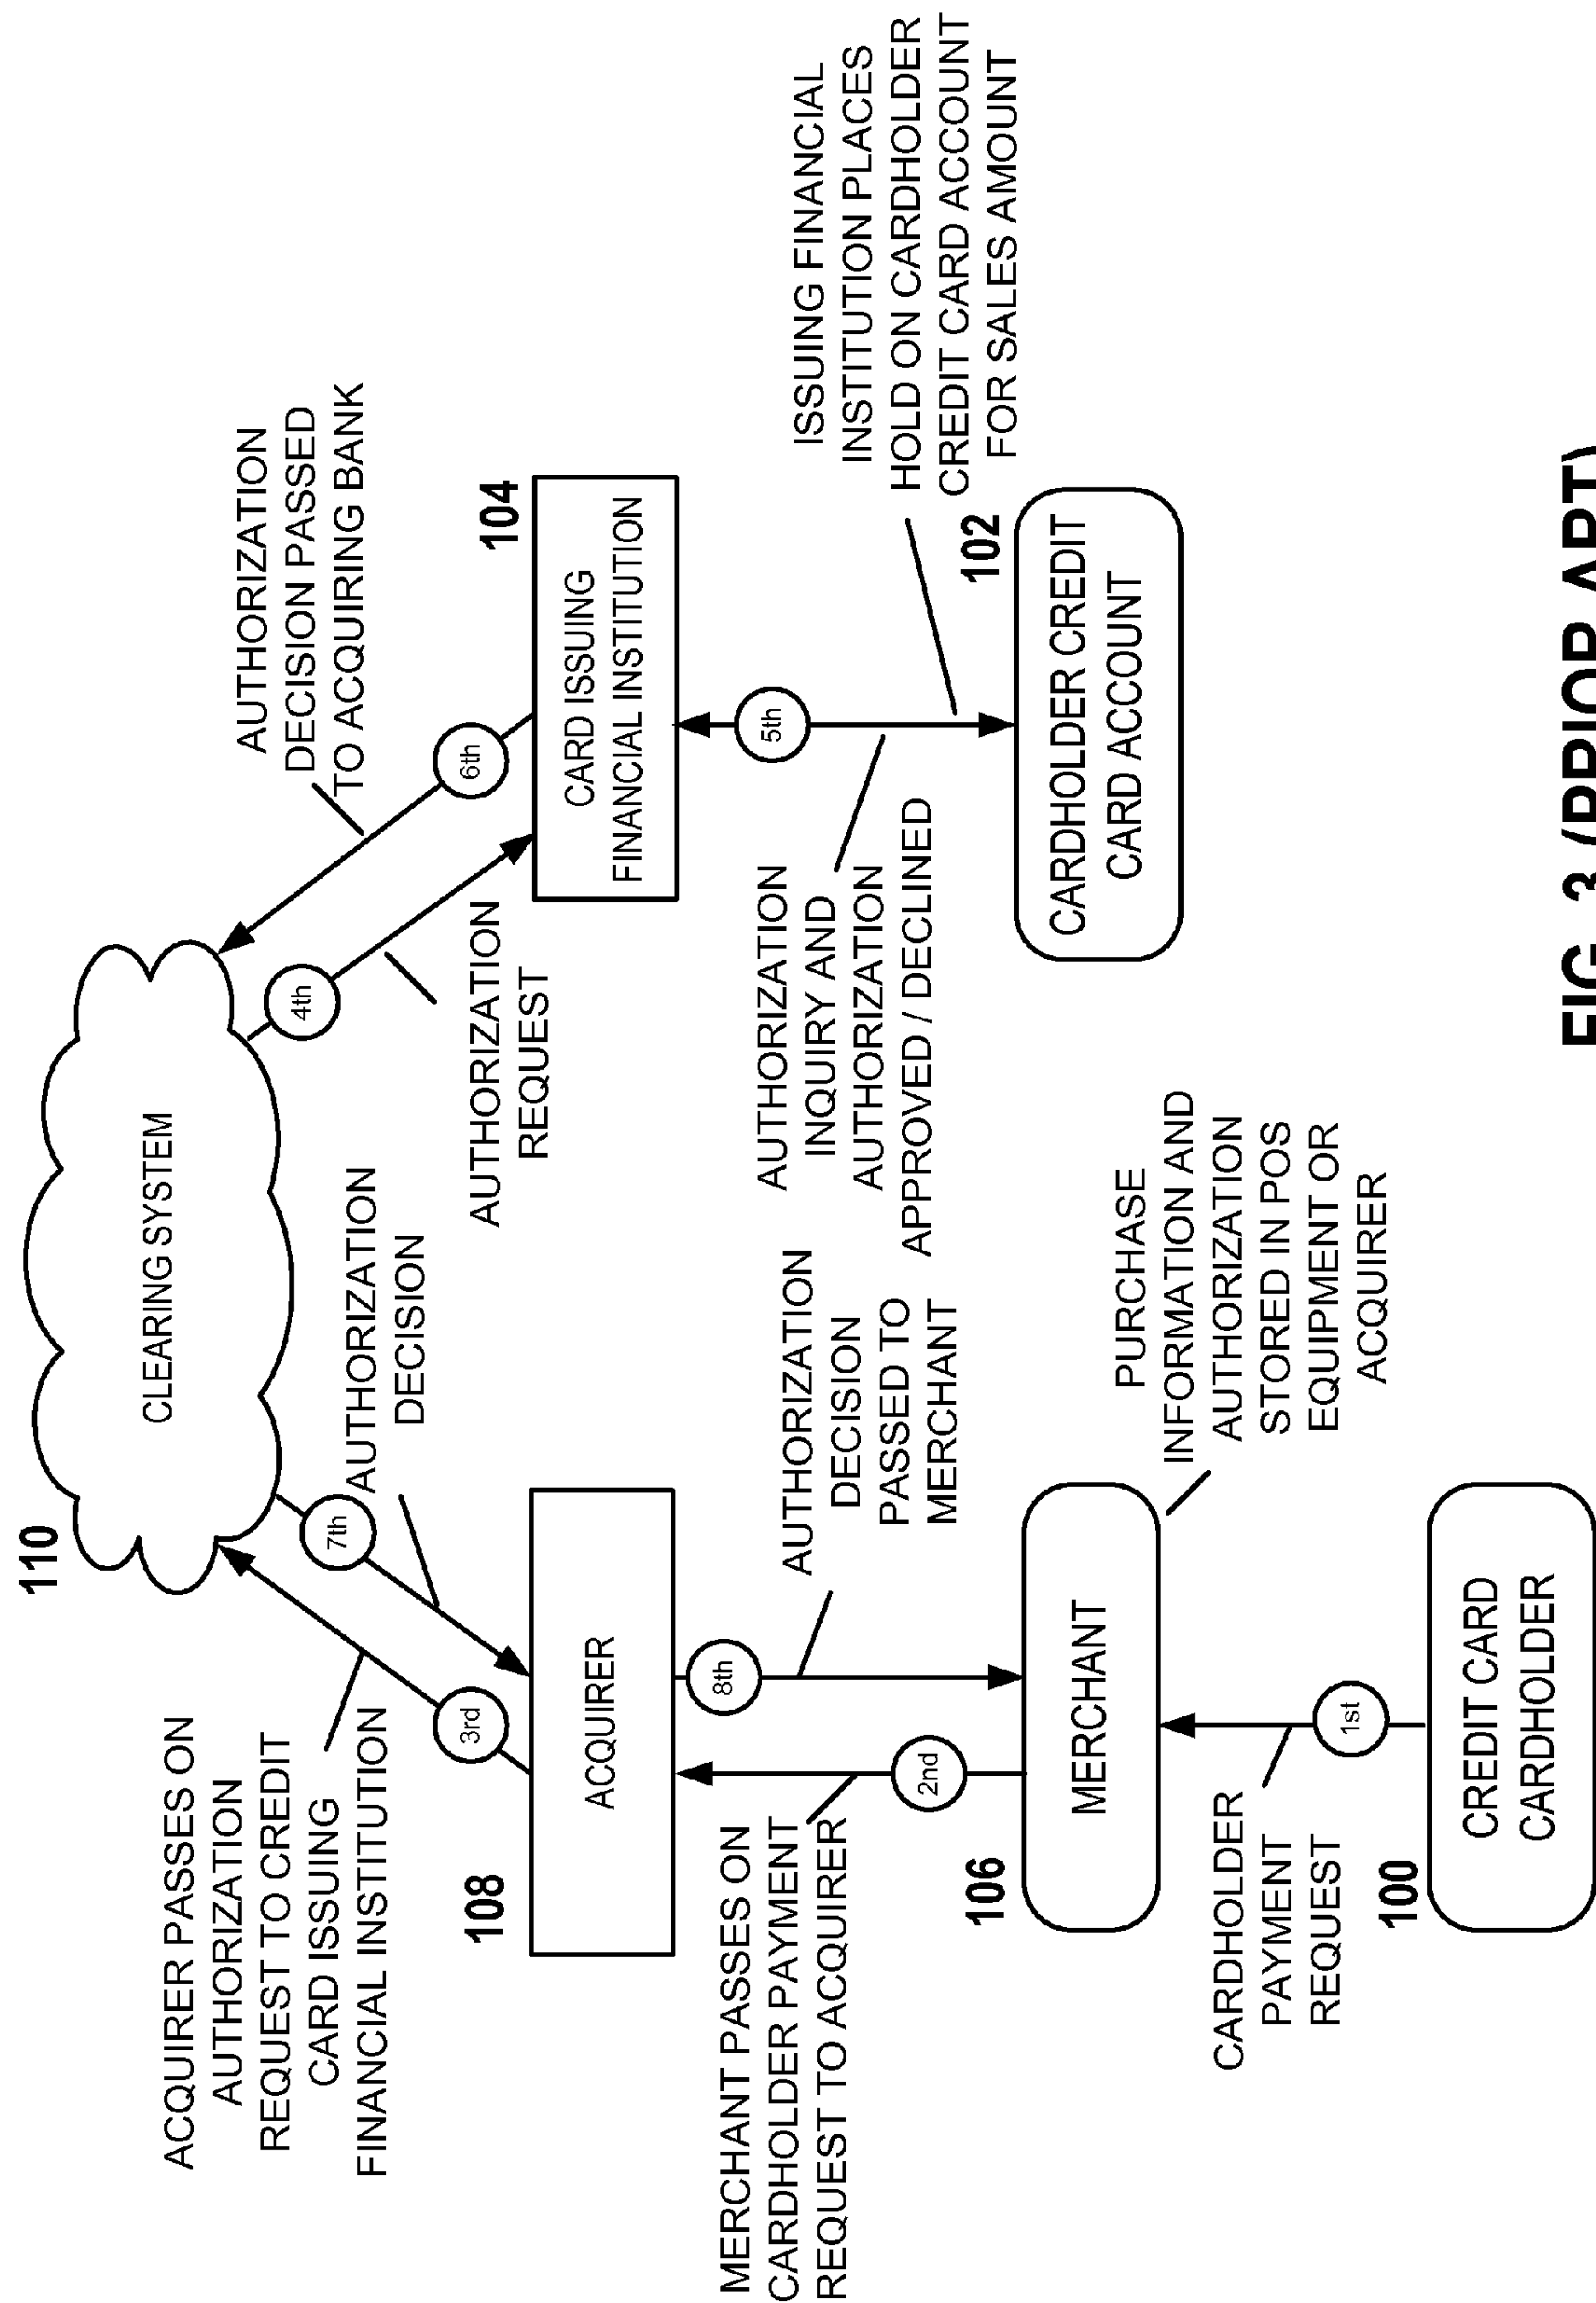 110
CLEARING SYSTEM
ACQUIRER PASSES ON
AUTHORIZATION
REQUEST TO CREDIT
CARD ISSUING
FINANCIAL INSTITUTION
3rd
7th
AUTHORIZATION
DECISION
4th
AUTHORIZATION
REQUEST
6th
AUTHORIZATION
DECISION PASSED
TO ACQUIRING BANK
108
ACQUIRER
104
CARD ISSUING
FINANCIAL INSTITUTION
MERCHANT PASSES ON
CARDHOLDER PAYMENT
REQUEST TO ACQUIRER
2nd
8th
AUTHORIZATION
DECISION
PASSED TO
MERCHANT
AUTHORIZATION
INQUIRY AND
AUTHORIZATION
APPROVED / DECLINED
5th
ISSUING FINANCIAL
INSTITUTION PLACES
HOLD ON CARDHOLDER
CREDIT CARD ACCOUNT
FOR SALES AMOUNT
106
MERCHANT
PURCHASE
INFORMATION AND
AUTHORIZATION
STORED IN POS
EQUIPMENT OR
ACQUIRER
102
CARDHOLDER CREDIT
CARD ACCOUNT
CARDHOLDER
PAYMENT
REQUEST
1st
100
CREDIT CARD
CARDHOLDER
FIG. 3 (PRIOR ART)